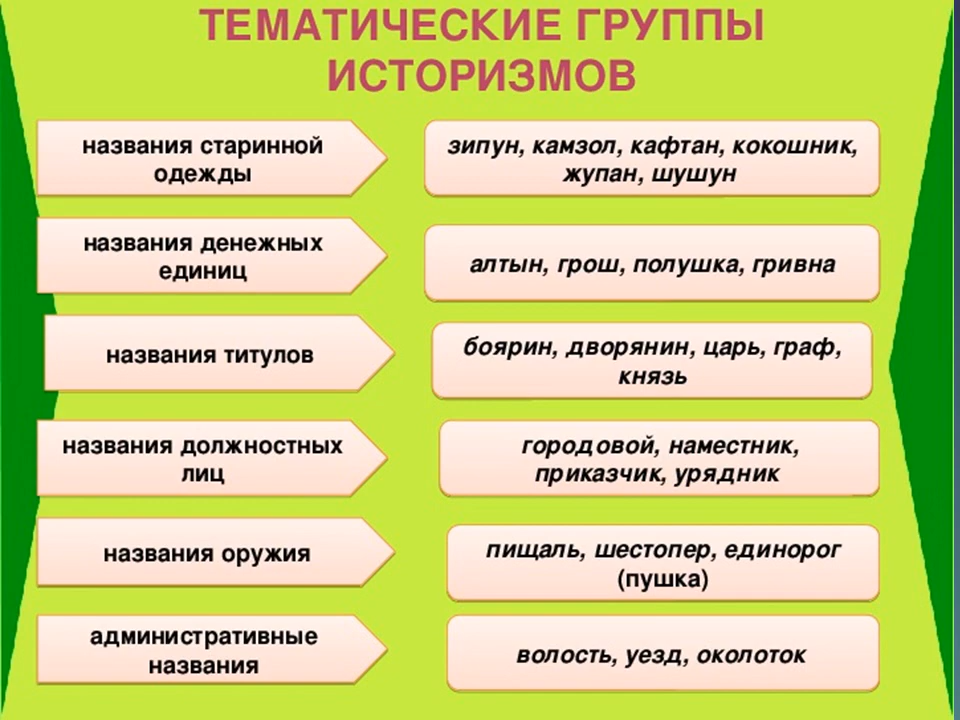 ТЕМАТИЧЕСКИЕ ГРУППЫ
ИСТОРИЗМОВ
названия старинной
одежды
зипун, камзол, кафтан, кокошник,
жупан, шушун
названия денежных
единиц
алтын, грош, полушка, гривна
названия титулов
боярин, дворянин, царь, граф,
князь
названия должностных
лиц
городовой, наместник,
приказчик, урядник
названия оружия
пищаль, шестопер, единорог
(пушка)
административные
названия
волость, уезд, околоток